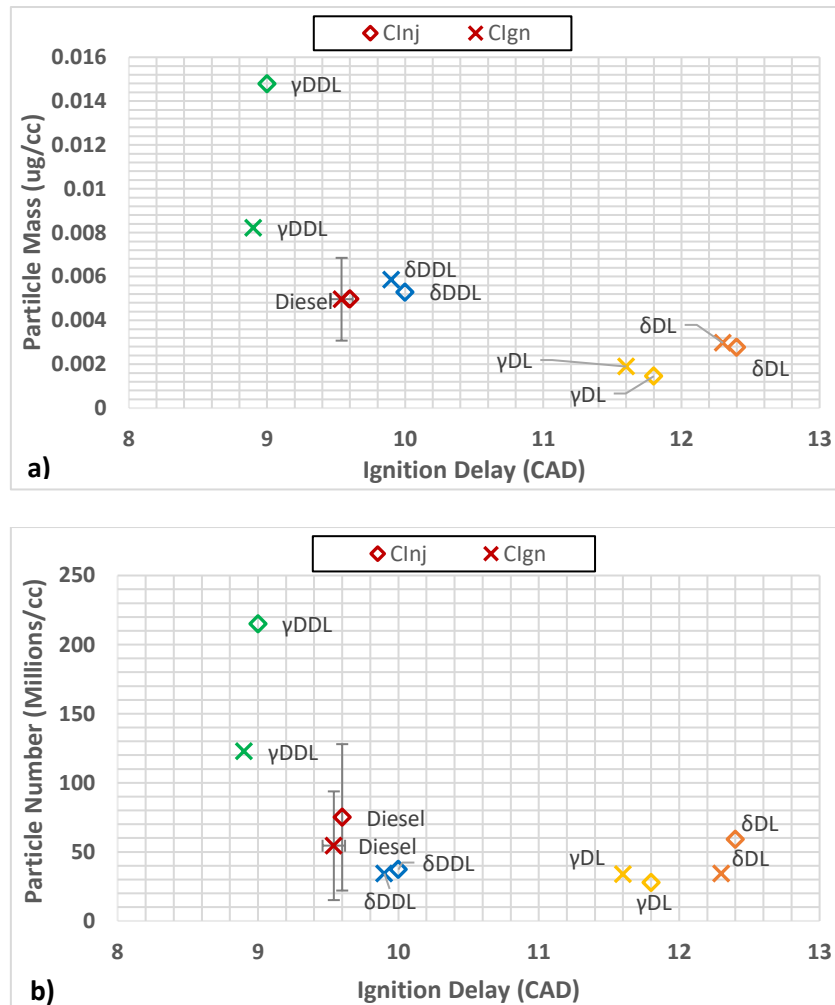 CInj CIgn
0.016
0.014
0.012
0.01
0.008
0.006
0.004
0.002
0
Partilcle Mass (ug/cc)
γDDL
γDDL
δDDL
δDDL
Diesel
δDL
δDL
γDL
γDL
8 9 10 11 12 13
Ignition Delay (CAD)
a)
CInj CIgn
250
200
150
100
50
0
Particle Number (Millions/cc)
γDDL
γDDL
Diesel
Diesel
δDDL
δDDL
γDL
γDL
δDL
δDL
8 9 10 11 12 13
Ignition Delay (CAD)
b)